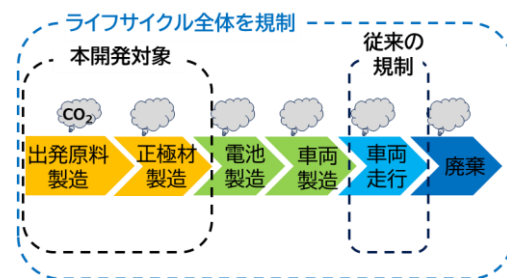 ライフサイクル全体を規制
本開発対象
従来の
規制
CO₂
出発原料
製造
正極材
製造
電池
製造
車両
製造
車両
走行
廃棄